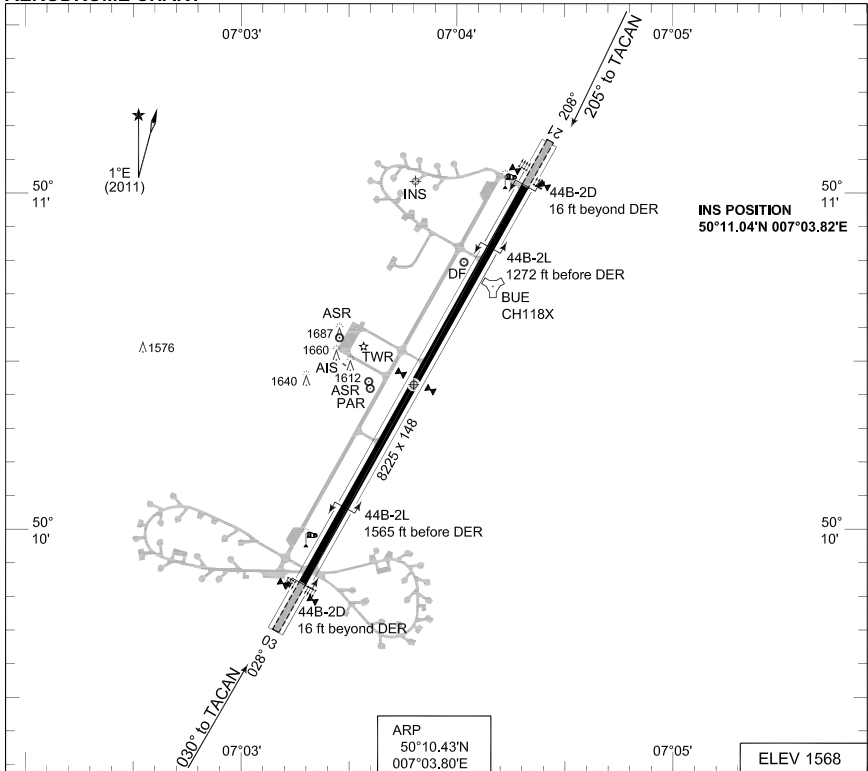 07°03'
07°04'
07°05'
205° to TACAN
208°
21
1°E
(2011)
50°
11'
INS
44B-2D
16 ft beyond DER
50°
11'
INS POSITION
50°11.04'N 007°03.82'E
44B-2L
1272 ft before DER
DF
BUE
CH118X
ASR
1687
1660
TWR
1576
AIS
1612
1640
ASR
PAR
8225 x 148
44B-2L
1565 ft before DER
50°
10'
50°
10'
44B-2D
16 ft beyond DER
03
028°
030° to TACAN
07°03'
ARP
50°10.43'N
007°03.80'E
07°05'
ELEV 1568